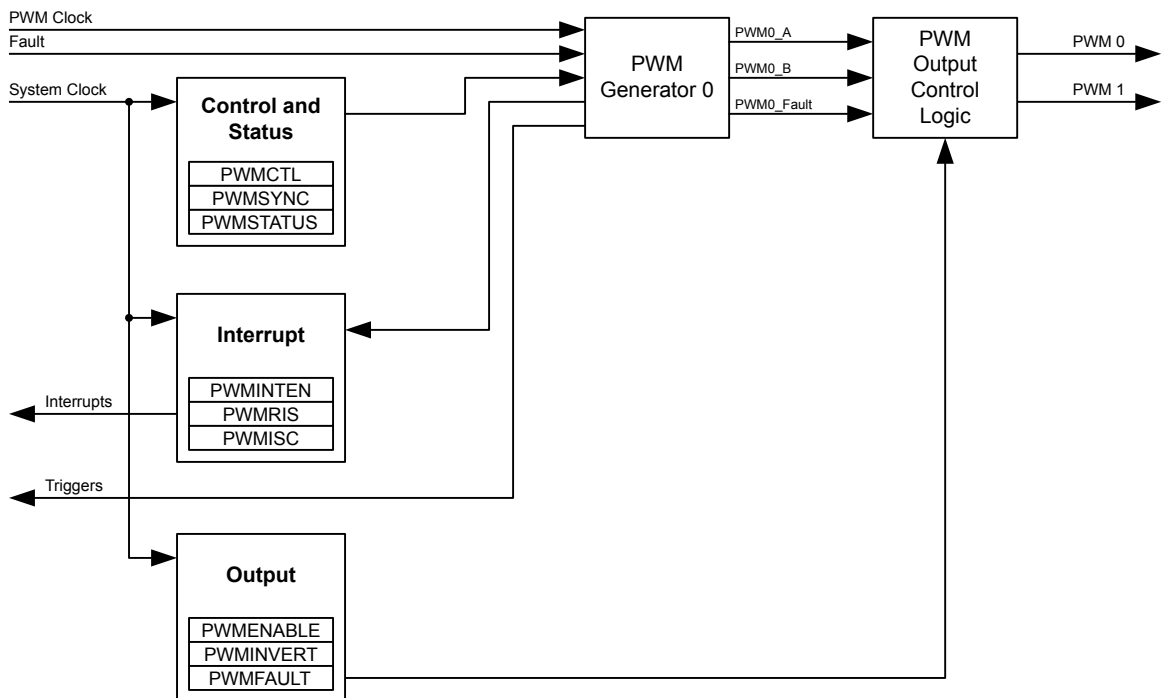 PWM Clock
Fault
System Clock
Control and
Status
PWMCTL
PWMSYNC
PWMSTATUS
Interrupt
PWMINTEN
PWMRIS
PWMISC
Interrupts
Triggers
Output
PWMENABLE
PWMINVERT
PWMFAULT
PWM
Generator 0
PWM0_A
PWM0_B
PWM0_Fault
PWM
Output
Control
Logic
PWM 0
PWM 1